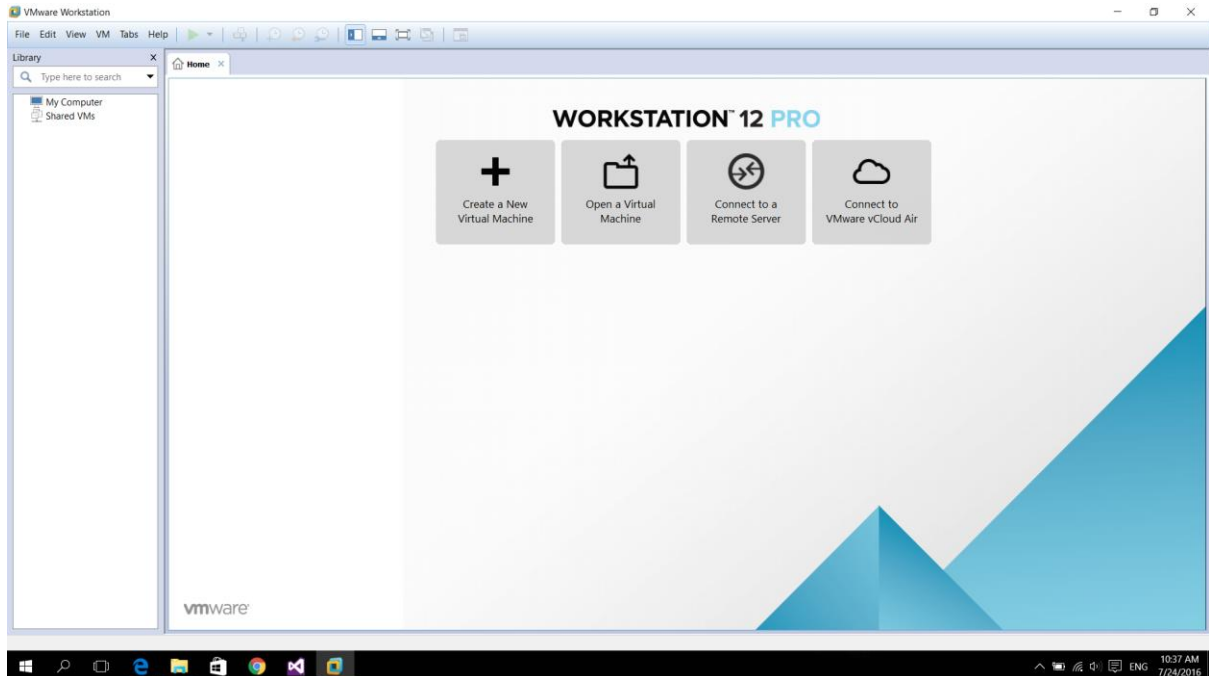 VMware Workstation
File Edit View VM Tabs Help
Library X
Type here to search
My Computer
Shared VMs
Home ×
WORKSTATION™ 12 PRO
Create a New
Virtual Machine
Open a Virtual
Machine
Connect to a
Remote Server
Connect to
VMware vCloud Air
vmware
ENG
10:37 AM
7/24/2016